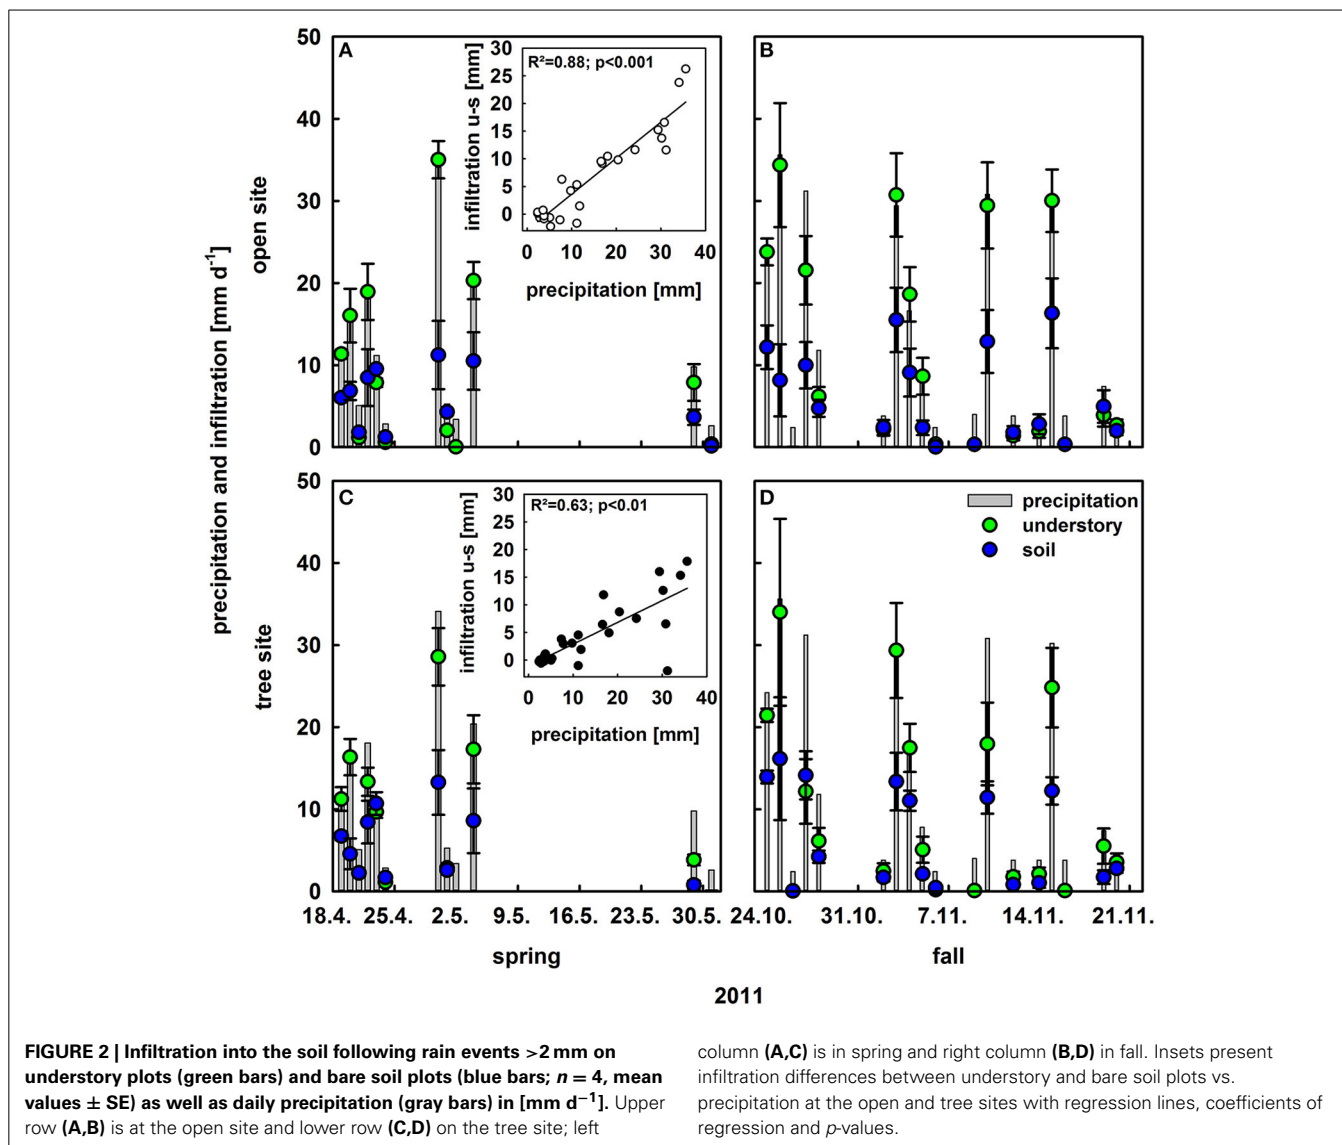 precipitation and infiltration [mm d-1]
open site
tree site
A
50
40
30
20
10
0
R²=0.88; p<0.001
infiltration u-s [mm]
30
25
20
15
10
5
0
0 10 20 30 40
precipitation [mm]
B
C
50
40
30
20
10
0
R²=0.63; p<0.01
infiltration u-s [mm]
30
25
20
15
10
5
0
0 10 20 30 40
precipitation [mm]
D
precipitation
understory
soil
18.4. 25.4. 2.5. 9.5. 16.5. 23.5. 30.5.
24.10. 31.10. 7.11. 14.11. 21.11.
spring
fall
2011
FIGURE 2 | Infiltration into the soil following rain events >2 mm on
understory plots (green bars) and bare soil plots (blue bars; n = 4, mean
values ± SE) as well as daily precipitation (gray bars) in [mm d−1]. Upper
row (A,B) is at the open site and lower row (C,D) on the tree site; left
column (A,C) is in spring and right column (B,D) in fall. Insets present
infiltration differences between understory and bare soil plots vs.
precipitation at the open and tree sites with regression lines, coefficients of
regression and p-values.